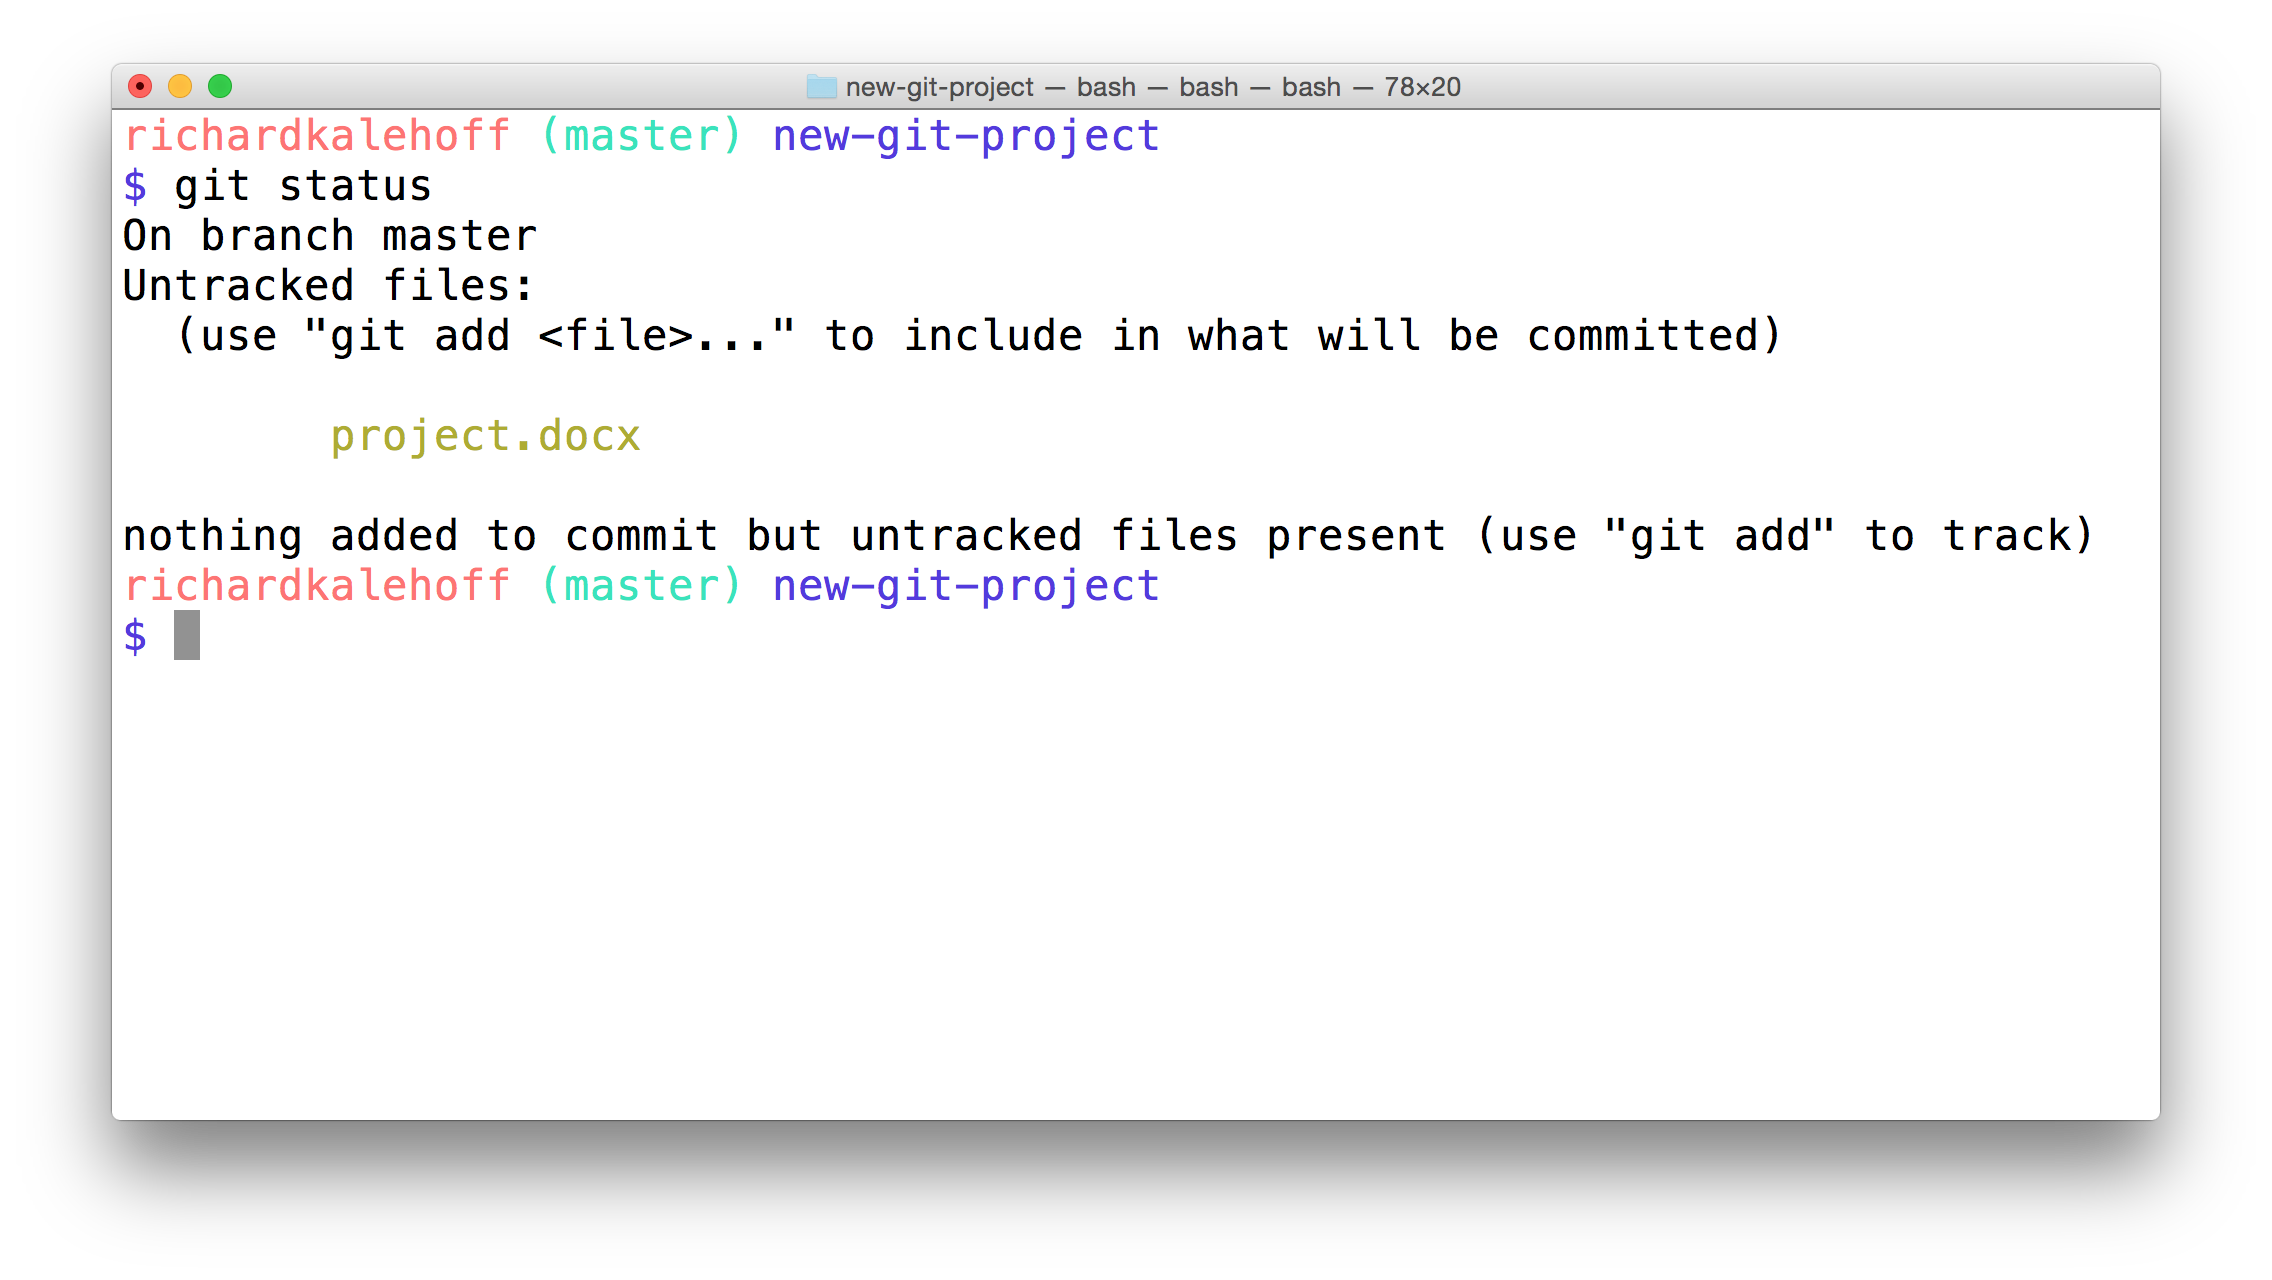 new-git-project — bash — bash — bash — 78×20
richardkalehoff (master) new-git-project
$ git status
On branch master
Untracked files:
  (use "git add <file>..." to include in what will be committed)

        project.docx

nothing added to commit but untracked files present (use "git add" to track)
richardkalehoff (master) new-git-project
$